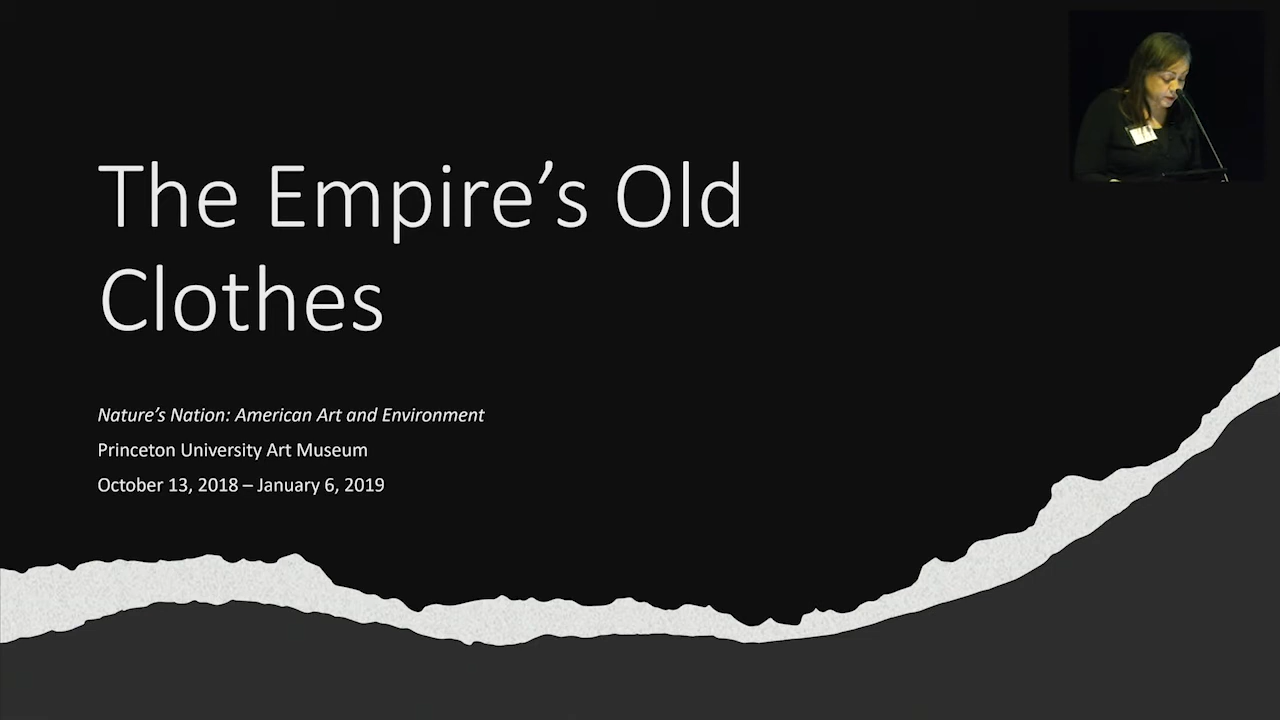 The Empire’s Old
Clothes
Nature’s Nation: American Art and Environment
Princeton University Art Museum
October 13, 2018 – January 6, 2019